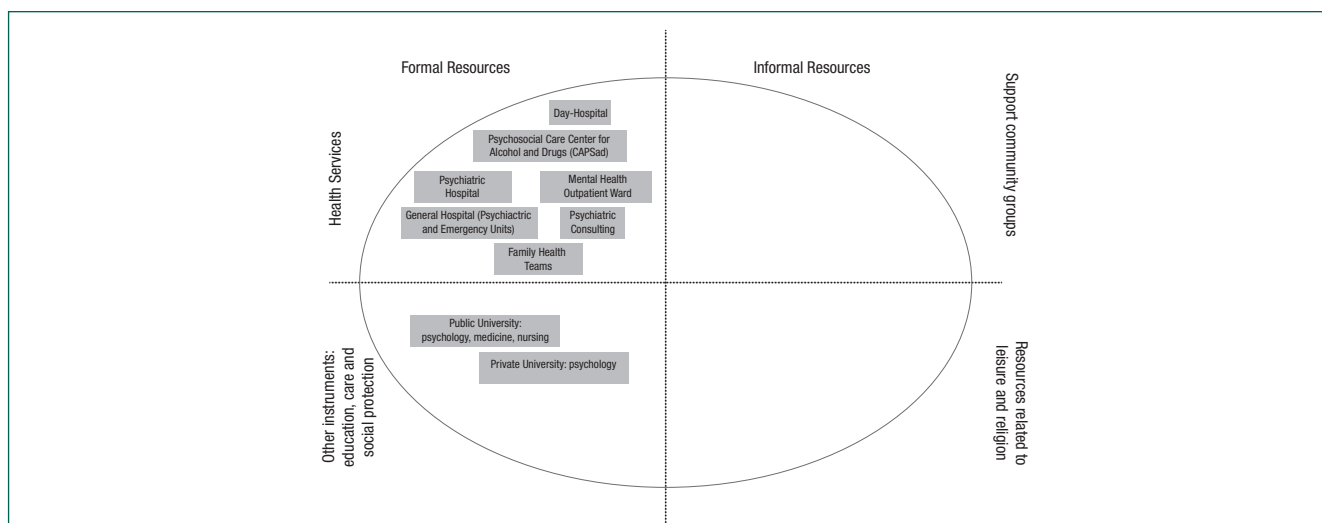 Formal Resources
Informal Resources
Health Services
Support community groups
Day-Hospital
Psychosocial Care Center for
Alcohol and Drugs (CAPSad)
Psychiatric
Hospital
Mental Health
Outpatient Ward
General Hospital (Psychiactric
and Emergency Units)
Psychiatric
Consulting
Family Health
Teams
Other instruments:
education, care and
social protection
Public University:
psychology, medicine, nursing
Private University: psychology
Resources related to
leisure and religion